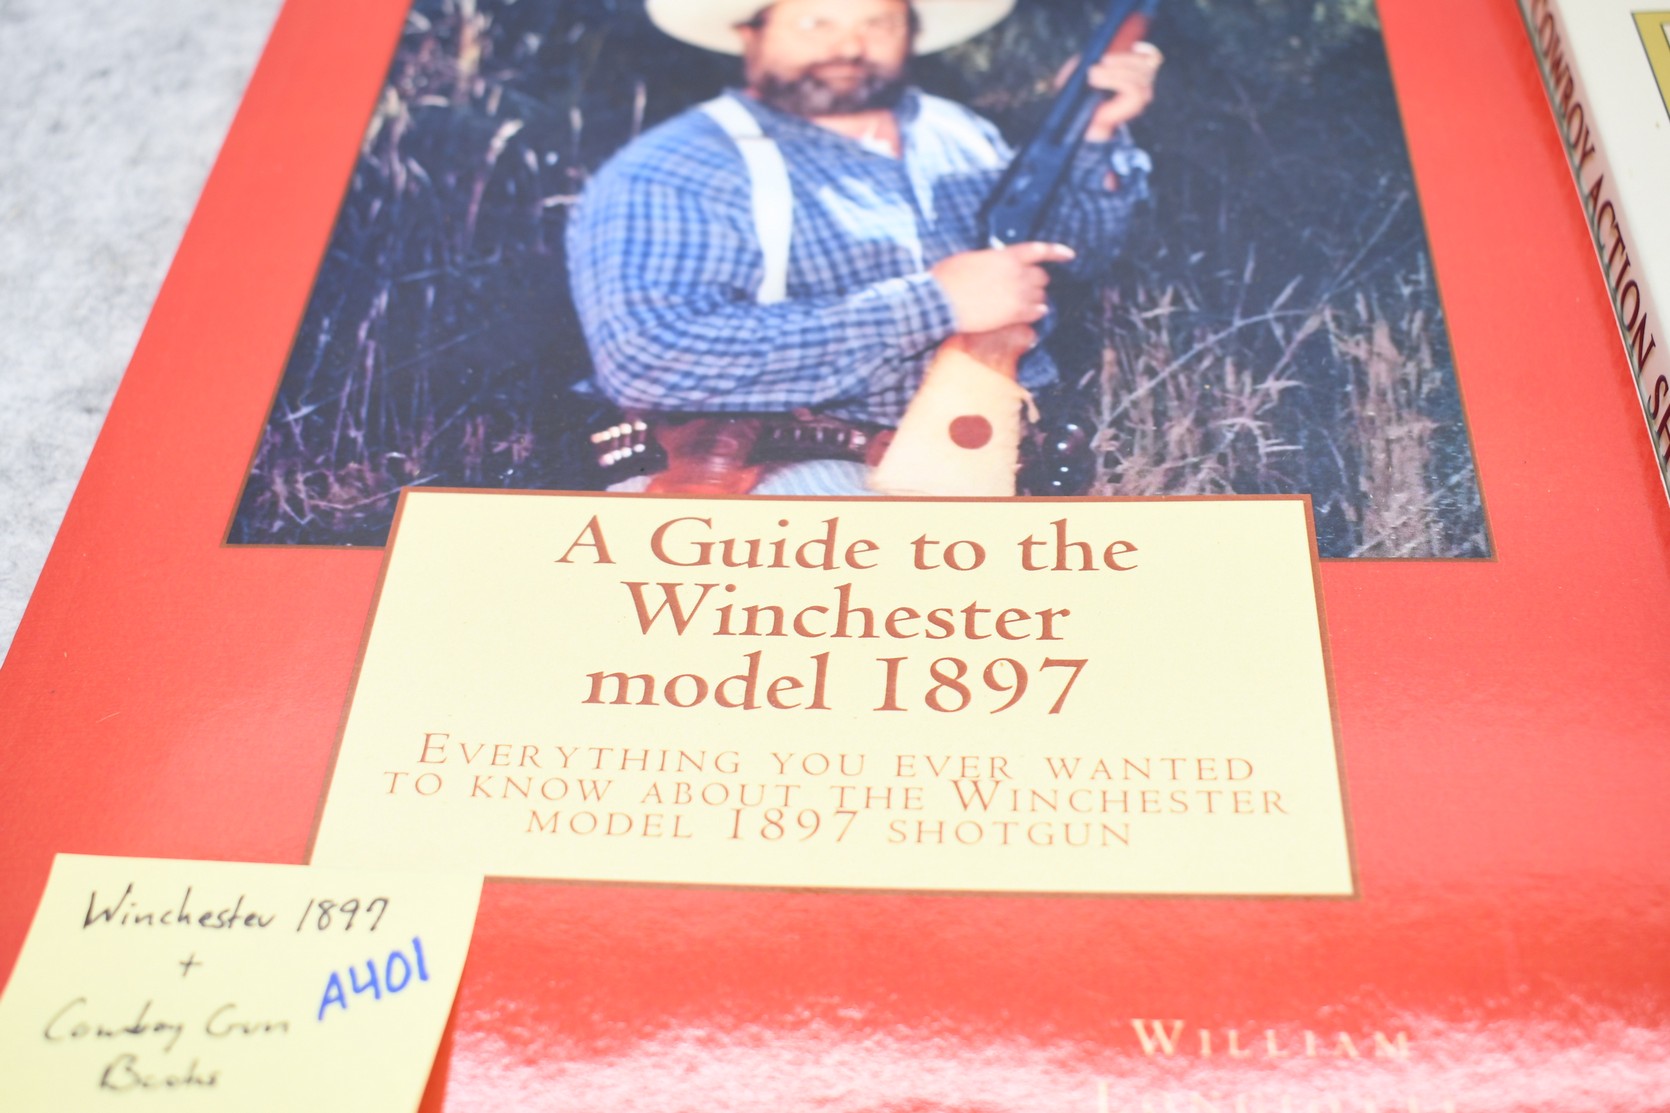 A Guide to the
Winchester
model 1897
EVERYTHING YOU EVER WANTED
TO KNOW ABOUT THE WINCHESTER
MODEL 1897 SHOTGUN
WILLIAM
COWBOY ACTION
Winchester 1897
+
Cowboy Gun
Books
A401